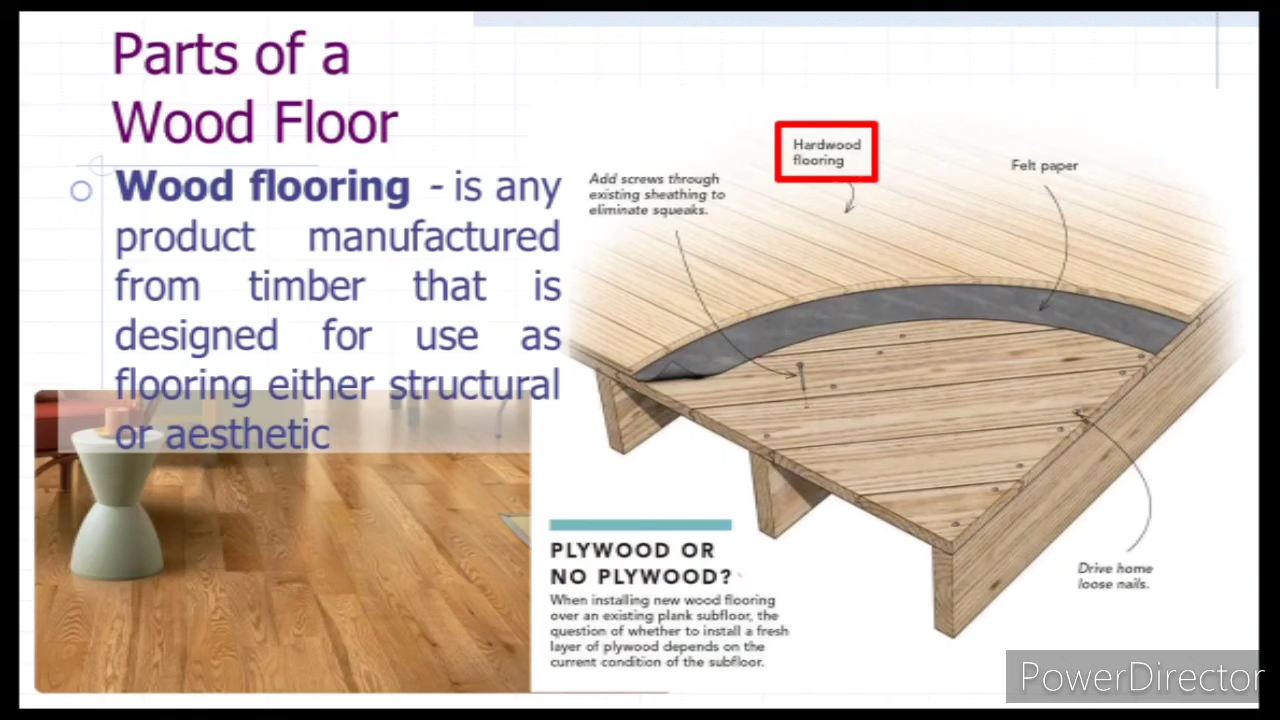 Parts of a
Wood Floor
Wood flooring - is any
product manufactured
from timber that is
designed for use as
flooring either structural
or aesthetic
Hardwood
flooring
Felt paper
Add screws through
existing sheathing to
eliminate squeaks.
Drive home
loose nails.
PLYWOOD OR
NO PLYWOOD?
When installing new wood flooring
over an existing plank subfloor, the
question of whether to install a fresh
layer of plywood depends on the
current condition of the subfloor.
PowerDirector